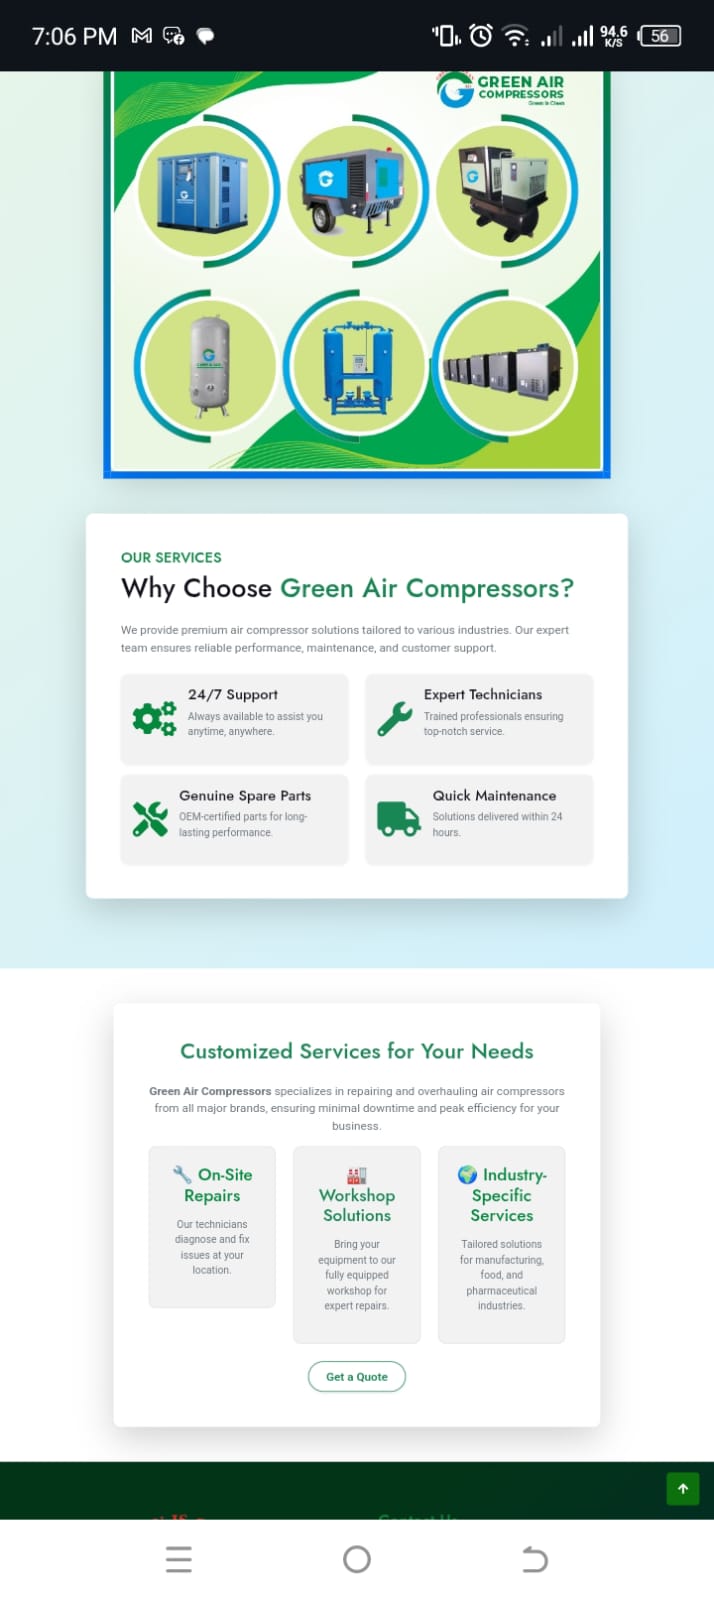 7:06 PM
94.6
K/S
56
GREEN AIR
COMPRESSORS
Green is Clean
OUR SERVICES
Why Choose Green Air Compressors?
We provide premium air compressor solutions tailored to various industries. Our expert
team ensures reliable performance, maintenance, and customer support.
24/7 Support
Always available to assist you
anytime, anywhere.
Expert Technicians
Trained professionals ensuring
top-notch service.
Genuine Spare Parts
OEM-certified parts for long-
lasting performance.
Quick Maintenance
Solutions delivered within 24
hours.
Customized Services for Your Needs
Green Air Compressors specializes in repairing and overhauling air compressors
from all major brands, ensuring minimal downtime and peak efficiency for your
business.
On-Site
Repairs
Our technicians
diagnose and fix
issues at your
location.
Workshop
Solutions
Bring your
equipment to our
fully equipped
workshop for
expert repairs.
Industry-
Specific
Services
Tailored solutions
for manufacturing,
food, and
pharmaceutical
industries.
Get a Quote
Contact Us